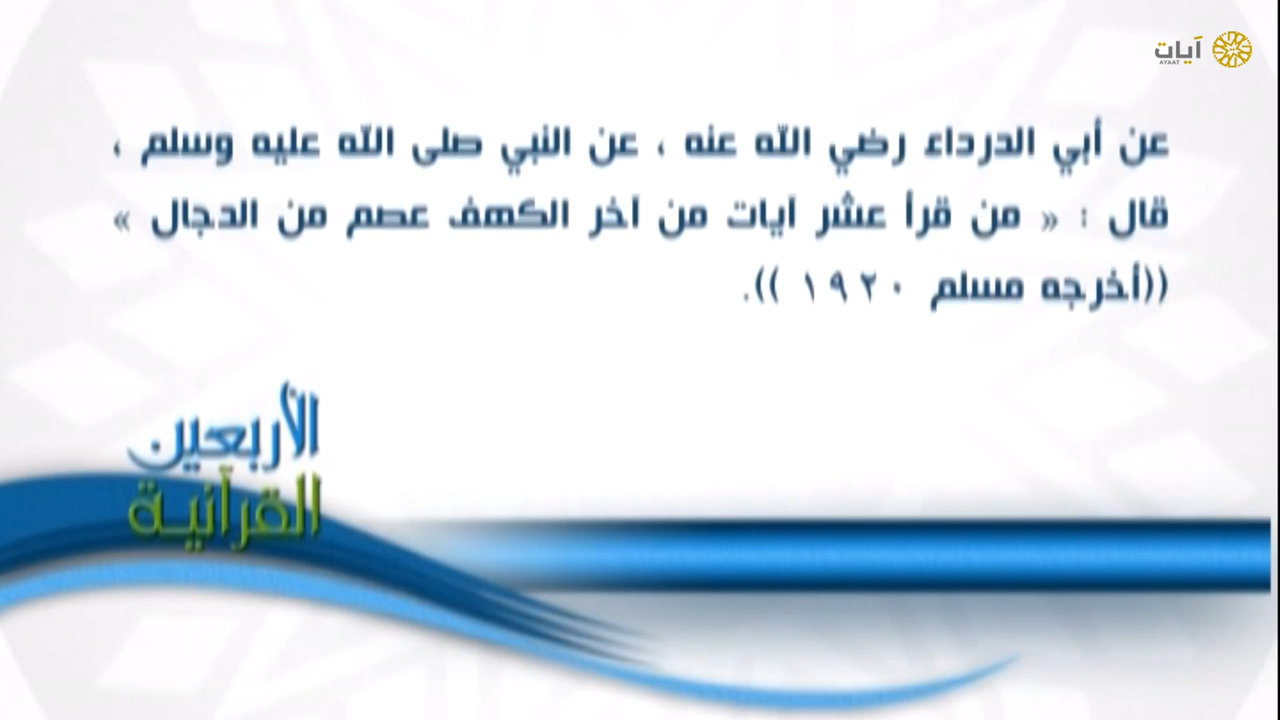 آيات
AYAAT
عن أبي الدرداء رضي الله عنه ، عن النبي صلى الله عليه وسلم ،
قال : « من قرأ عشر آيات من آخر الكهف عصم من الدجال »
((أخرجه مسلم ١٩٢٠ )).
الأربعين
القرآنية